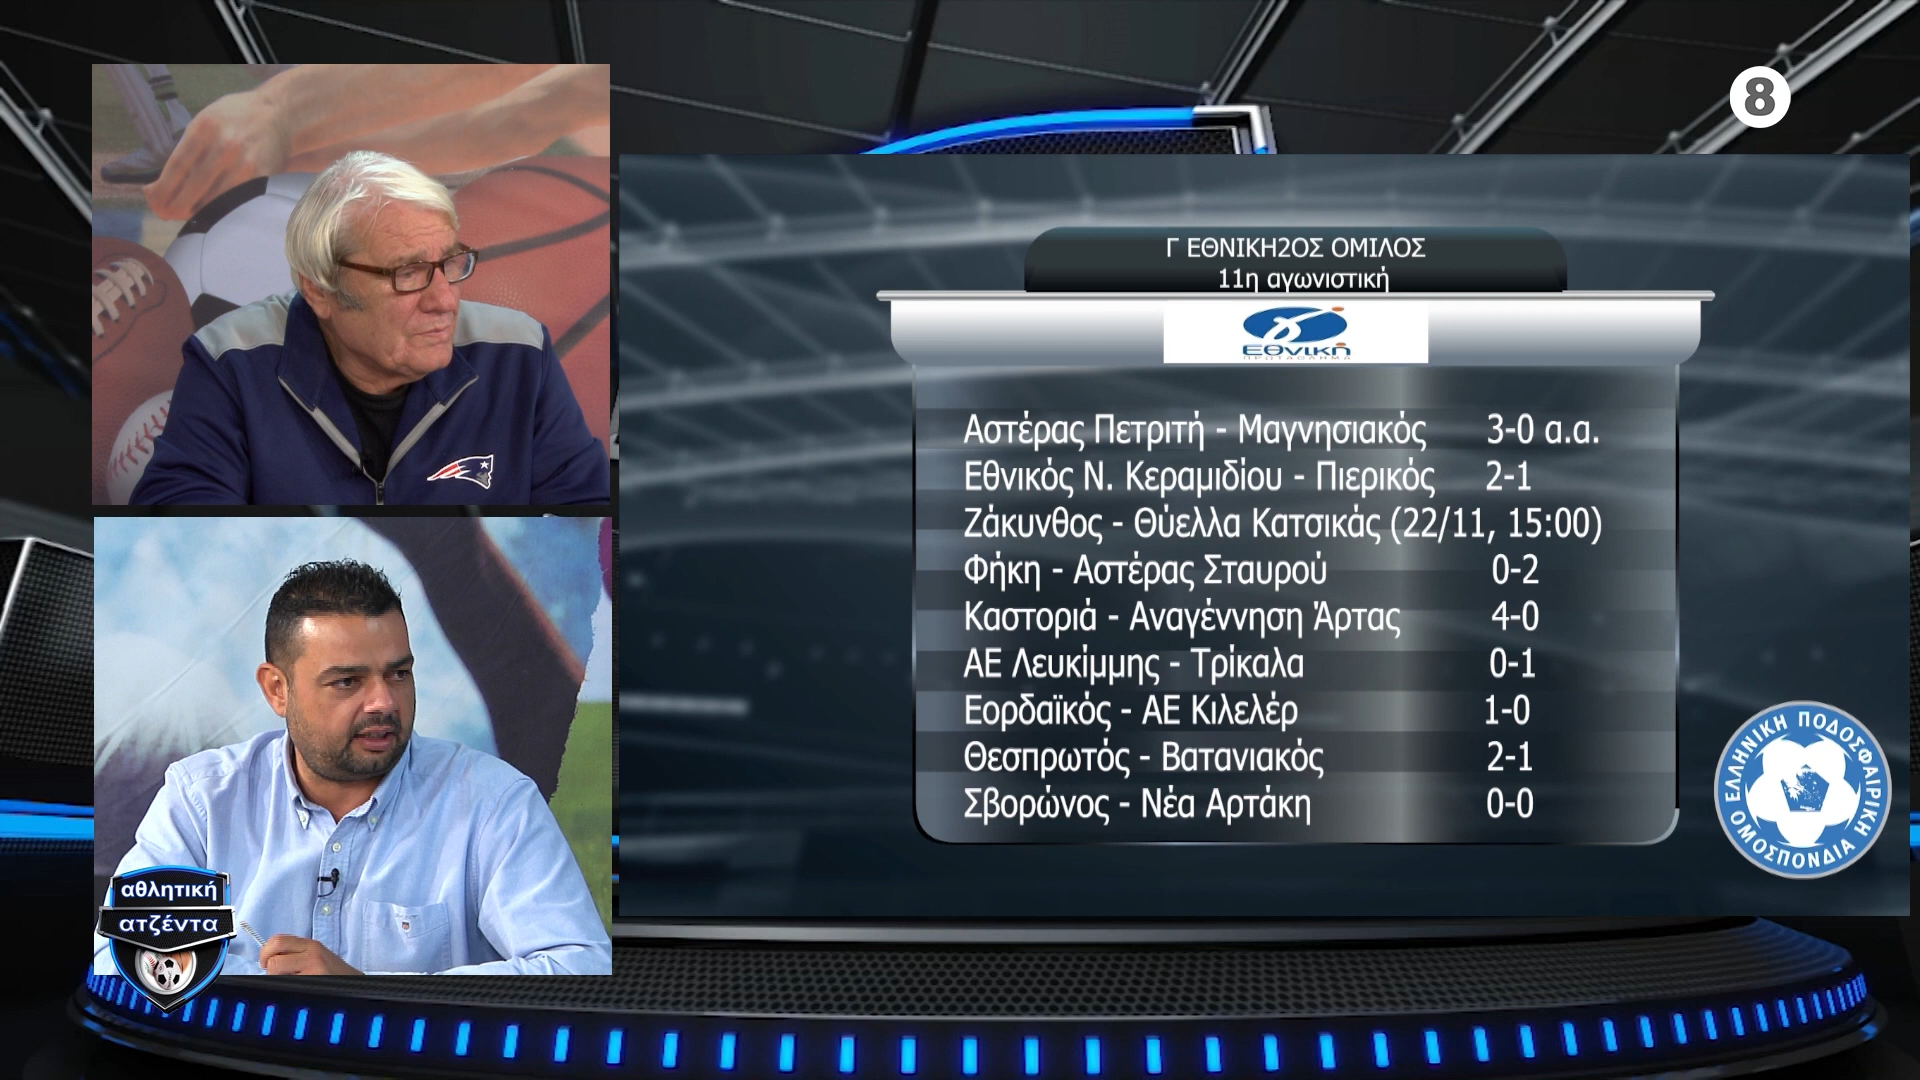 8
Γ ΕΘΝΙΚΗ2ΟΣ ΟΜΙΛΟΣ
11η αγωνιστική
Εθνική
ΠΡΩΤΑΘΛΗΜΑ
Αστέρας Πετριτή - Μαγνησιακός 3-0 α.α.
Εθνικός Ν. Κεραμιδίου - Πιερικός 2-1
Ζάκυνθος - Θύελλα Κατσικάς (22/11, 15:00)
Φήκη - Αστέρας Σταυρού 0-2
Καστοριά - Αναγέννηση Άρτας 4-0
ΑΕ Λευκίμμης - Τρίκαλα 0-1
Εορδαϊκός - ΑΕ Κιλελέρ 1-0
Θεσπρωτός - Βατανιακός 2-1
Σβορώνος - Νέα Αρτάκη 0-0
ΕΛΛΗΝΙΚΗ ΠΟΔΟΣΦΑΙΡΙΚΗ ΟΜΟΣΠΟΝΔΙΑ
αθλητική
ατζέντα